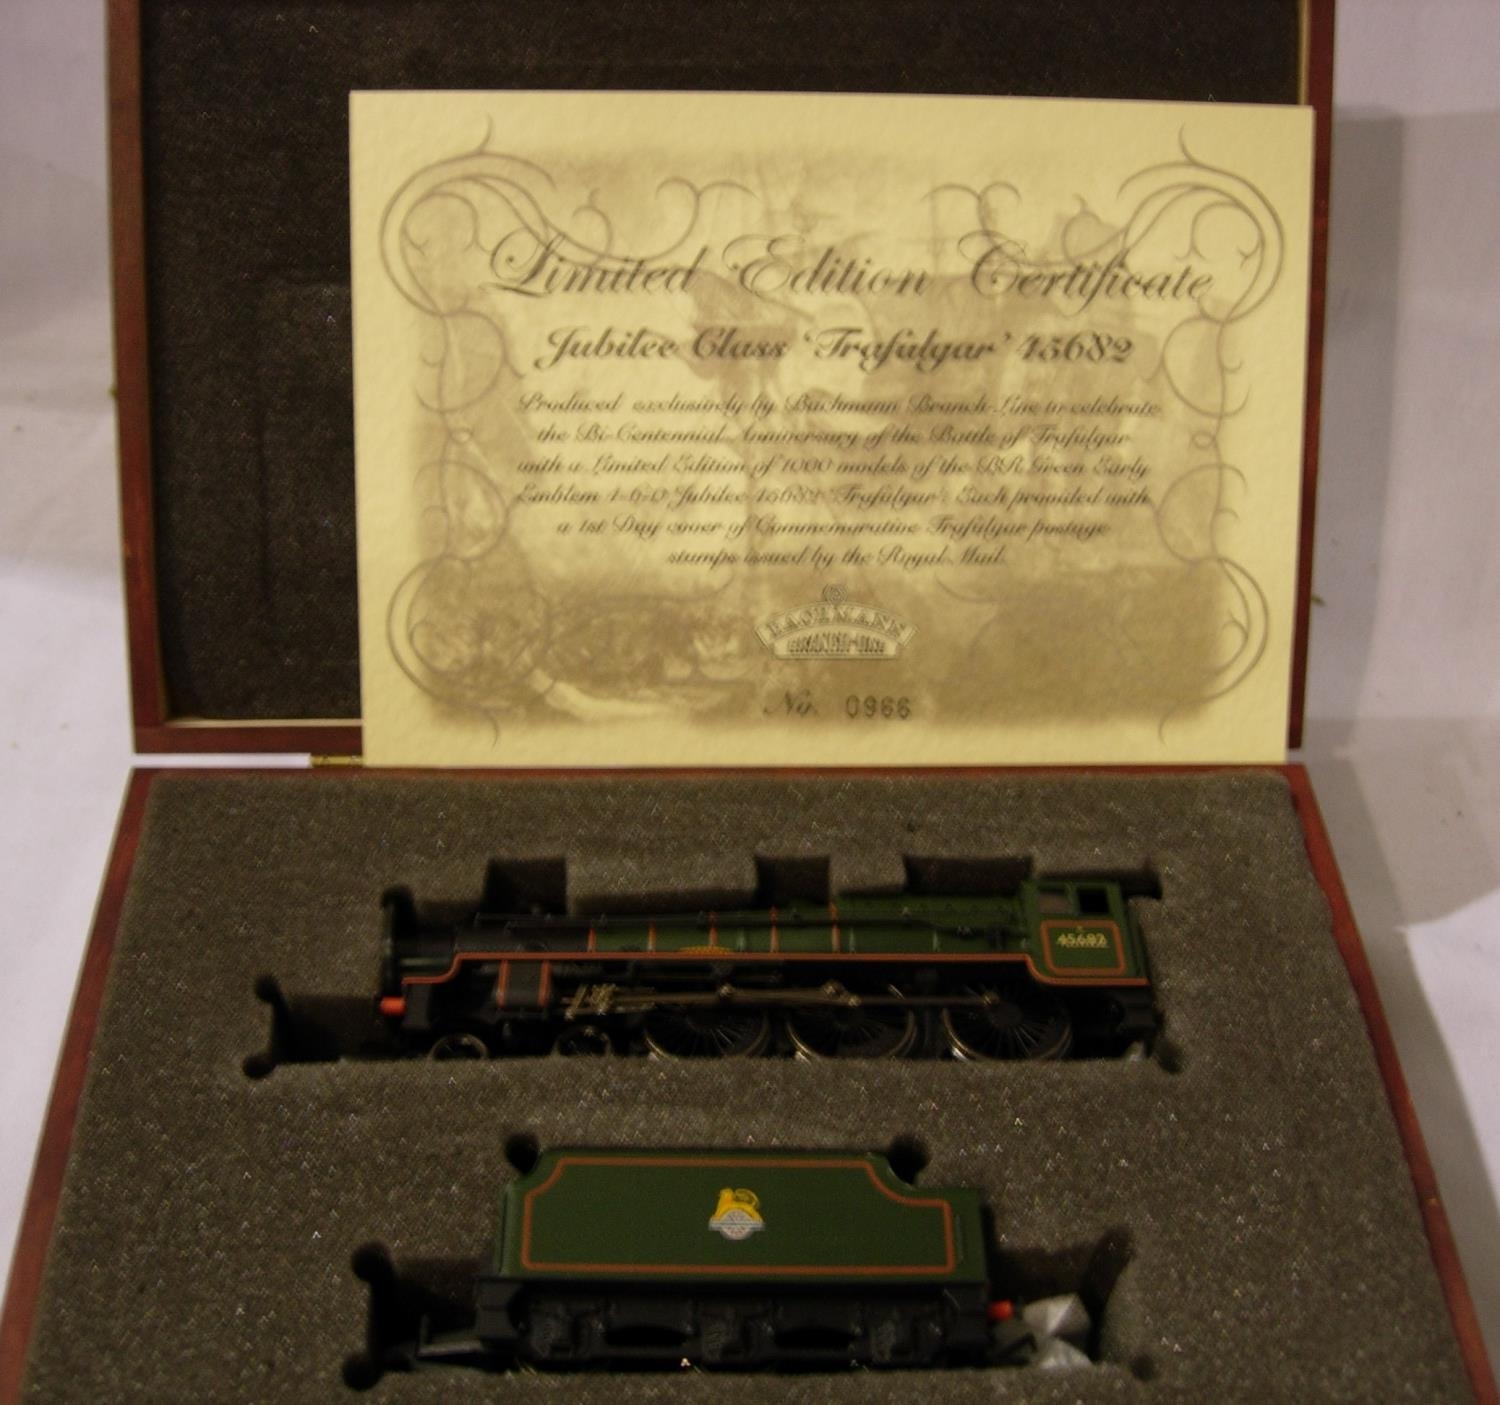 Limited Edition Certificate
Jubilee Class 'Trafalgar' 45682
Produced exclusively by Bachmann Branch-Line to celebrate
the Bi-Centennial Anniversary of the Battle of Trafalgar
with a Limited Edition of 1000 models of the BR Green Early
Emblem 4-6-0 Jubilee 45682 'Trafalgar'. Each provided with
a 1st Day cover of Commemorative Trafalgar postage
stamps issued by the Royal Mail.
BACHMANN
BRANCH-LINE
No. 0966
45682